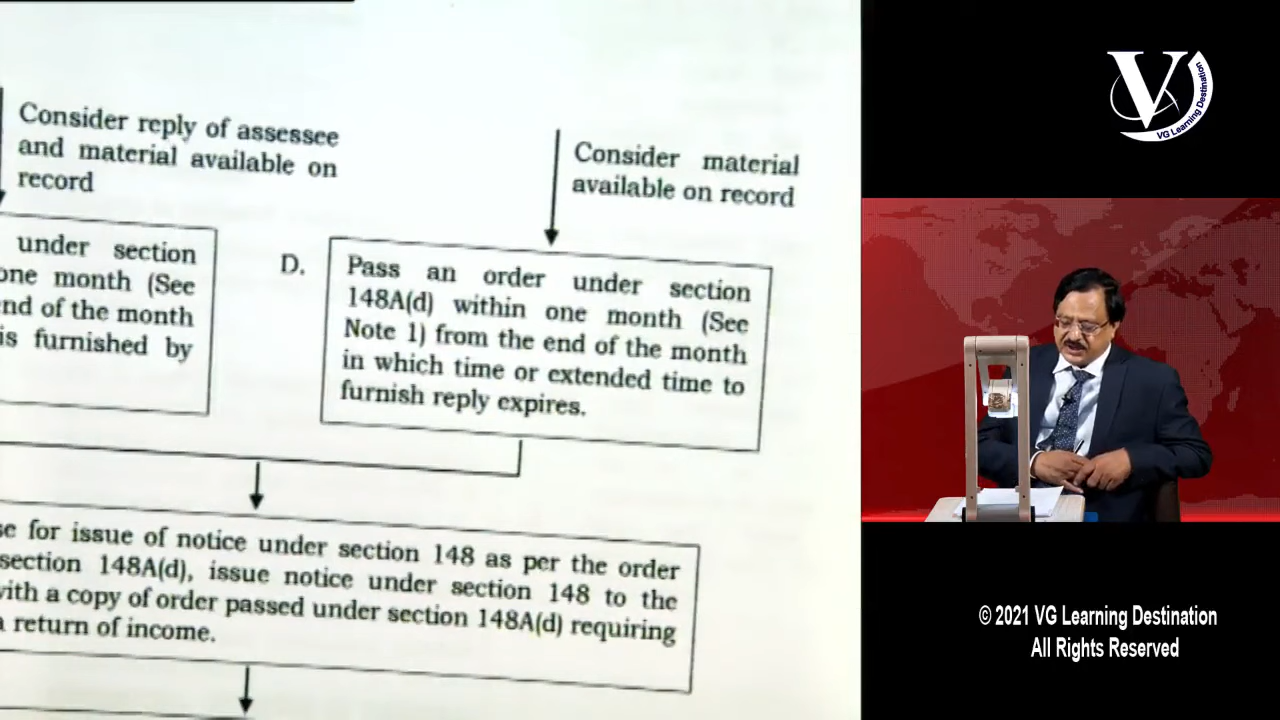 Consider reply of assessee
and material available on
record
Consider material
available on record
under section
one month (See
end of the month
is furnished by
D.
Pass an order under section
148A(d) within one month (See
Note 1) from the end of the month
in which time or extended time to
furnish reply expires.
for issue of notice under section 148 as per the order
section 148A(d), issue notice under section 148 to the
with a copy of order passed under section 148A(d) requiring
a return of income.
V
VG Learning Destination
© 2021 VG Learning Destination
All Rights Reserved